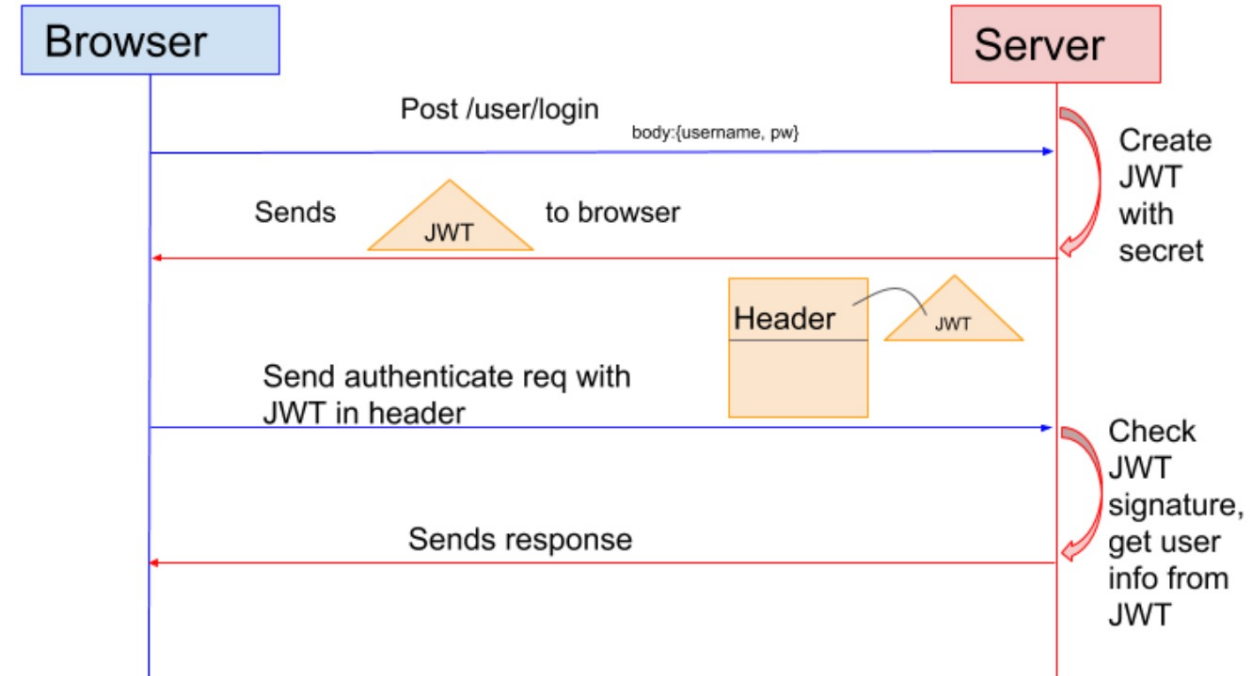 Browser
Server
Post /user/login
body:{username, pw}
Create
JWT
with
secret
Sends JWT to browser
Header
JWT
Send authenticate req with
JWT in header
Check
JWT
signature,
get user
info from
JWT
Sends response